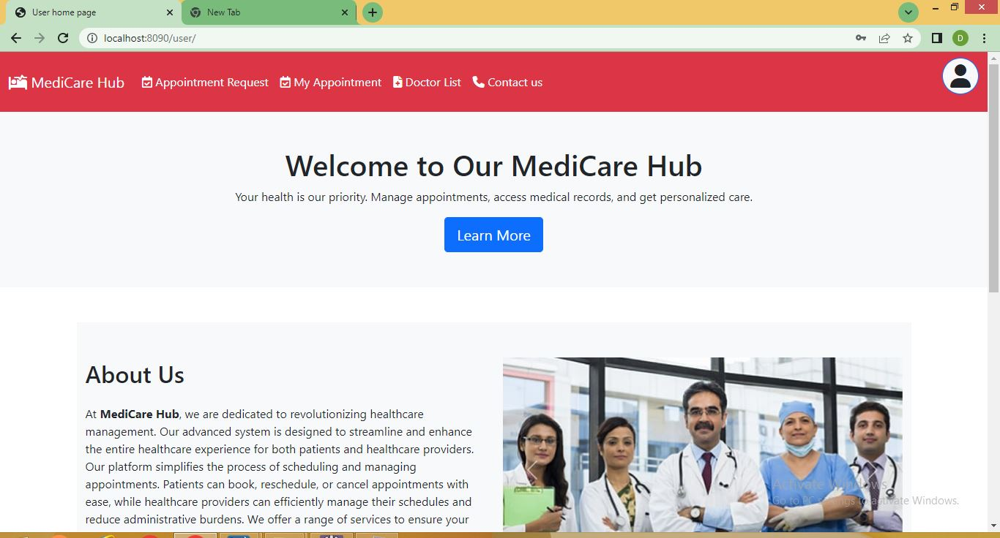 User home page
New Tab
localhost:8090/user/
D
MediCare Hub
Appointment Request
My Appointment
Doctor List
Contact us
Welcome to Our MediCare Hub
Your health is our priority. Manage appointments, access medical records, and get personalized care.
Learn More
About Us
At MediCare Hub, we are dedicated to revolutionizing healthcare
management. Our advanced system is designed to streamline and enhance
the entire healthcare experience for both patients and healthcare providers.
Our platform simplifies the process of scheduling and managing
appointments. Patients can book, reschedule, or cancel appointments with
ease, while healthcare providers can efficiently manage their schedules and
reduce administrative burdens. We offer a range of services to ensure your
Activate Windows
Go to PC settings to activate Windows.